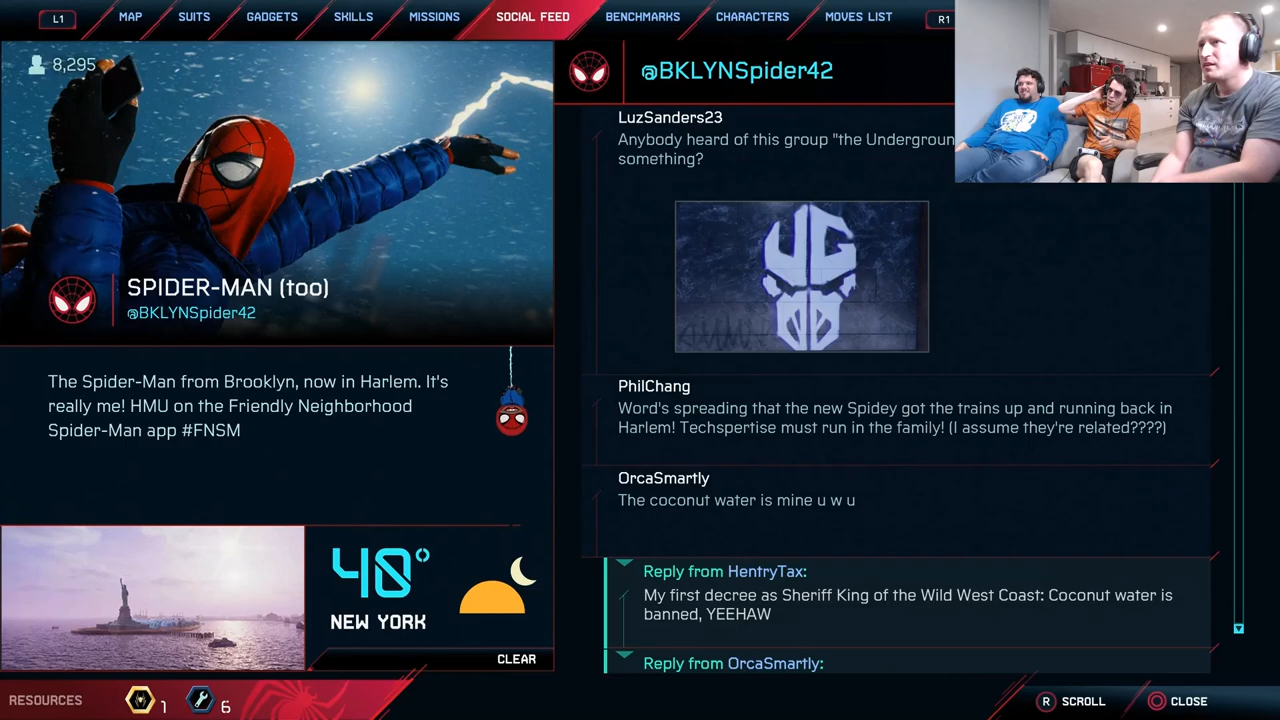 L1
MAP
SUITS
GADGETS
SKILLS
MISSIONS
SOCIAL FEED
BENCHMARKS
CHARACTERS
MOVES LIST
R1
8,295
SPIDER-MAN (too)
@BKLYNSpider42
The Spider-Man from Brooklyn, now in Harlem. It's
really me! HMU on the Friendly Neighborhood
Spider-Man app #FNSM
40°
NEW YORK
CLEAR
@BKLYNSpider42
LuzSanders23
Anybody heard of this group "the Undergroun
something?
UG
PhilChang
Word's spreading that the new Spidey got the trains up and running back in
Harlem! Techspertise must run in the family! (I assume they're related????)
OrcaSmartly
The coconut water is mine u w u
Reply from HentryTax:
My first decree as Sheriff King of the Wild West Coast: Coconut water is
banned, YEEHAW
Reply from OrcaSmartly:
RESOURCES
1
6
R SCROLL
CLOSE